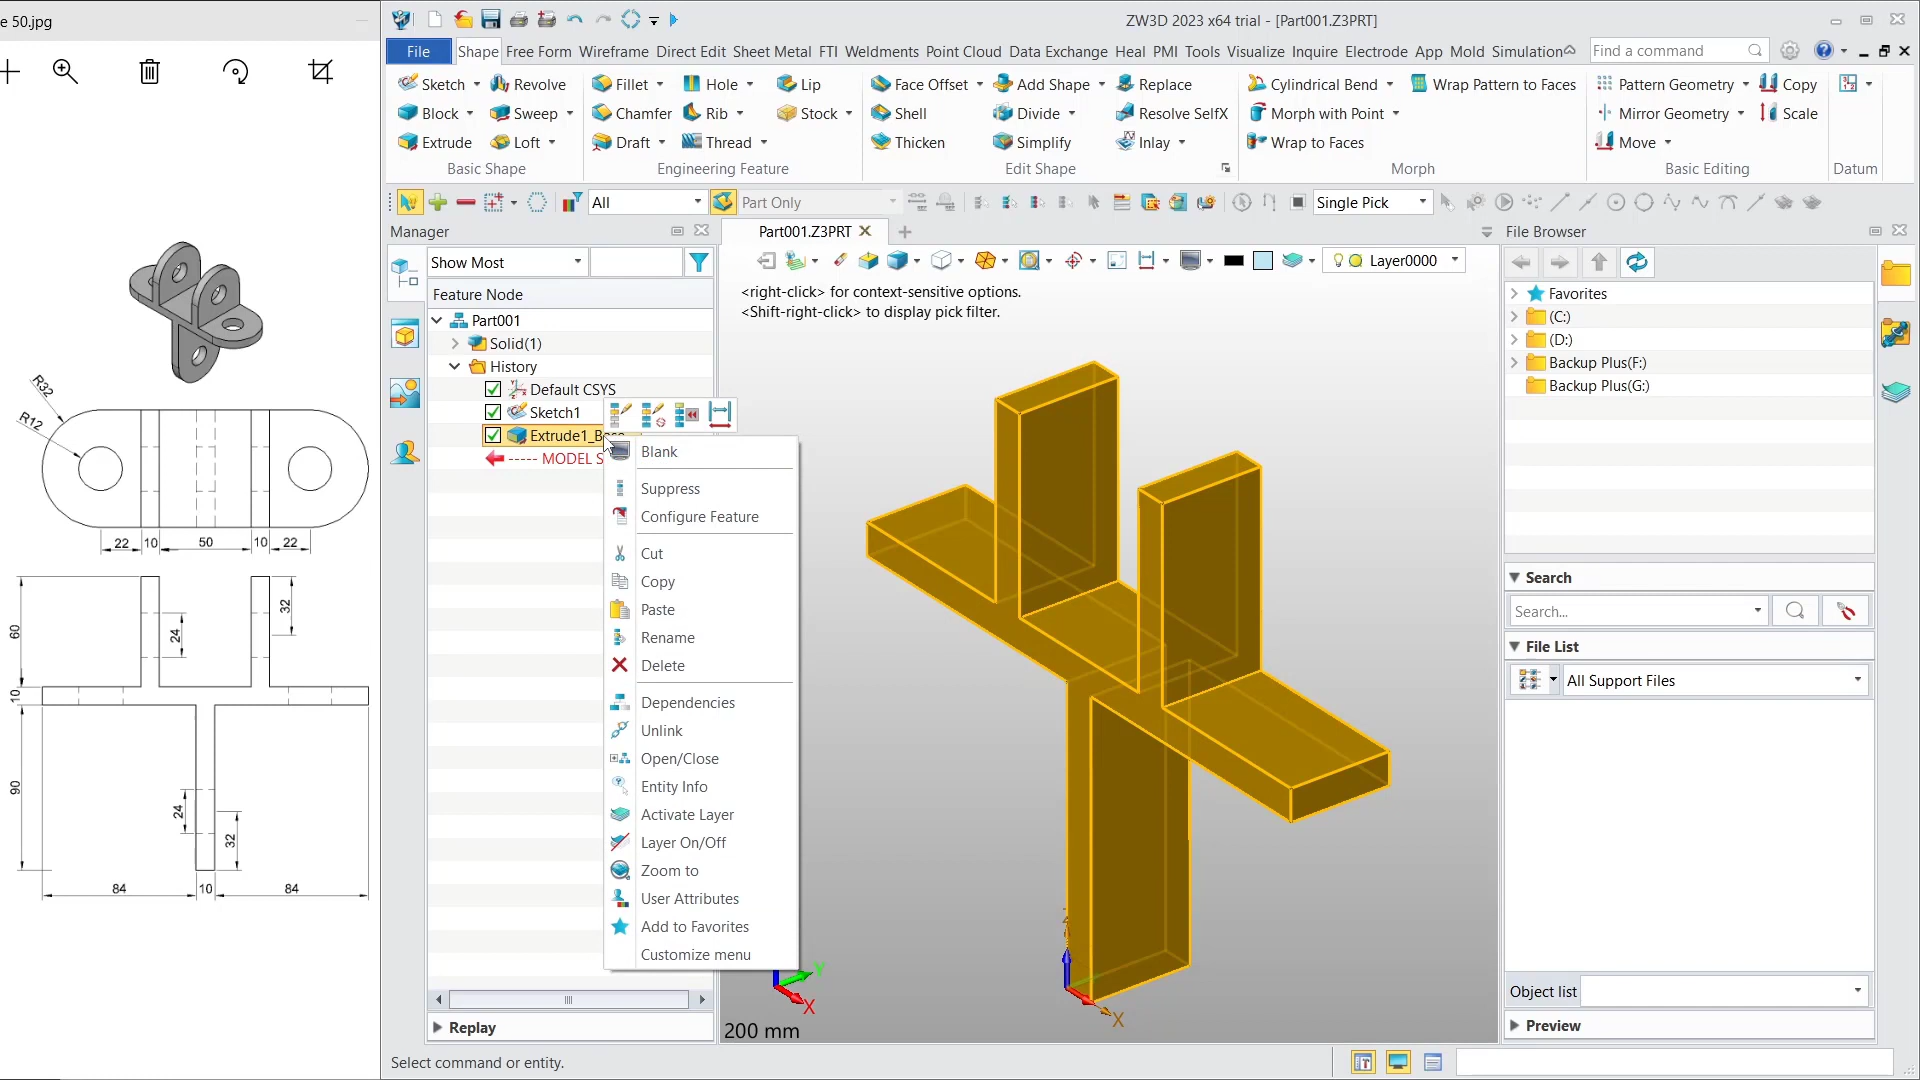 e 50.jpg
R32
R12
22
10
50
10
22
60
10
90
24
32
24
32
84
10
84
ZW3D 2023 x64 trial - [Part001.Z3PRT]
File
Shape
Free Form
Wireframe
Direct Edit
Sheet Metal
FTI
Weldments
Point Cloud
Data Exchange
Heal
PMI
Tools
Visualize
Inquire
Electrode
App
Mold
Simulation
Find a command
Sketch
Revolve
Fillet
Hole
Lip
Face Offset
Add Shape
Replace
Cylindrical Bend
Wrap Pattern to Faces
Pattern Geometry
Copy
Block
Sweep
Chamfer
Rib
Stock
Shell
Divide
Resolve SelfX
Morph with Point
Mirror Geometry
Scale
Extrude
Loft
Draft
Thread
Thicken
Simplify
Inlay
Wrap to Faces
Move
Basic Shape
Engineering Feature
Edit Shape
Morph
Basic Editing
Datum
All
Part Only
Single Pick
Manager
Part001.Z3PRT
File Browser
Show Most
Layer0000
Feature Node
Part001
Solid(1)
History
Default CSYS
Sketch1
Extrude1_Base
----- MODEL S
Blank
Suppress
Configure Feature
Cut
Copy
Paste
Rename
Delete
Dependencies
Unlink
Open/Close
Entity Info
Activate Layer
Layer On/Off
Zoom to
User Attributes
Add to Favorites
Customize menu
Replay
<right-click> for context-sensitive options.
<Shift-right-click> to display pick filter.
Z
X
Y
X
200 mm
Favorites
(C:)
(D:)
Backup Plus(F:)
Backup Plus(G:)
Search
Search...
File List
All Support Files
Object list
Preview
Select command or entity.